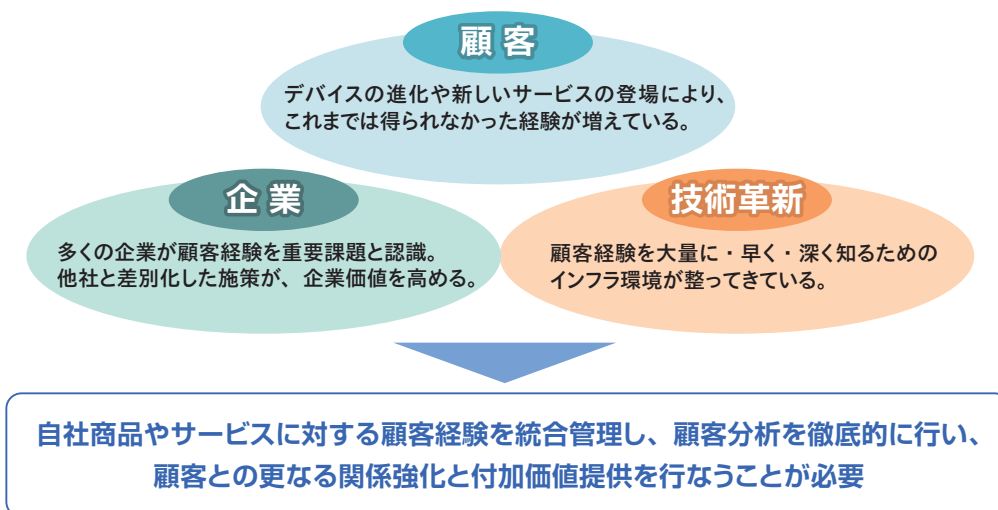 顧客
デバイスの進化や新しいサービスの登場により、
これまでは得られなかった経験が増えている。
企業
多くの企業が顧客経験を重要課題と認識。
他社と差別化した施策が、企業価値を高める。
技術革新
顧客経験を大量に・早く・深く知るための
インフラ環境が整ってきている。
自社商品やサービスに対する顧客経験を統合管理し、顧客分析を徹底的に行い、
顧客との更なる関係強化と付加価値提供を行なうことが必要